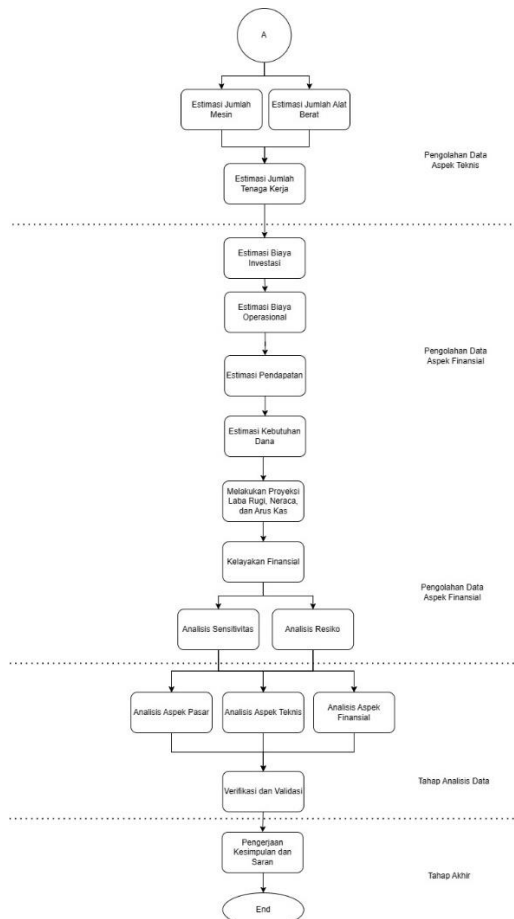 A
Estimasi Jumlah
Mesin
Estimasi Jumlah Alat
Berat
Pengolahan Data
Aspek Teknis
Estimasi Jumlah
Tenaga Kerja
Estimasi Biaya
Investasi
Estimasi Biaya
Operasional
Pengolahan Data
Aspek Finansial
Estimasi Pendapatan
Estimasi Kebutuhan
Dana
Melakukan Proyeksi
Laba Rugi, Neraca,
dan Arus Kas
Kelayakan Finansial
Pengolahan Data
Aspek Finansial
Analisis Sensitivitas
Analisis Resiko
Analisis Aspek Pasar
Analisis Aspek Teknis
Analisis Aspek
Finansial
Tahap Analisis Data
Verifikasi dan Validasi
Pengerjaan
Kesimpulan dan
Saran
Tahap Akhir
End